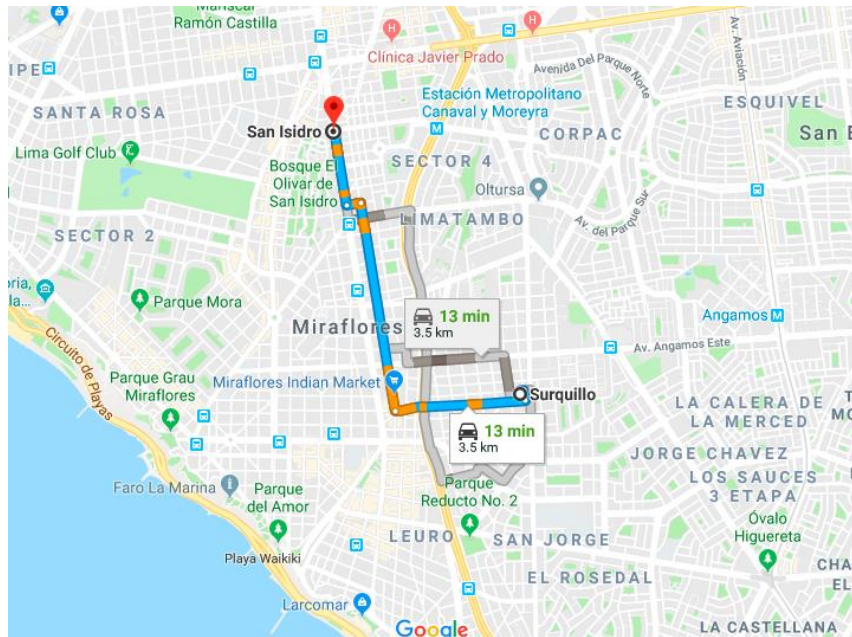 Mariscal
Ramón Castilla
Clínica Javier Prado
Av. Aviación
IPE
Avenida Del Parque Norte
SANTA ROSA
Estación Metropolitano
Canaval y Moreyra
ESQUIVEL
San Isidro
CORPAC
San B
Lima Golf Club
Bosque El
Olivar de
San Isidro
SECTOR 4
Oltursa
LIMATAMBO
Av. del Parque Sur
SECTOR 2
oria,
la...
Parque Mora
13 min
3.5 km
Angamos
Miraflores
Circuito de Playas
Av. Angamos Este
Parque Grau
Miraflores
Miraflores Indian Market
Surquillo
LA CALERA DE
LA MERCED
13 min
3.5 km
JORGE CHAVEZ
LOS SAUCES
3 ETAPA
Faro La Marina
Parque
del Amor
Parque
Reducto No. 2
Óvalo
Higuereta
Playa Waikiki
LEURO
SAN JORGE
CHA
EL ROSEDAL
Larcomar
Google
LA CASTELLANA